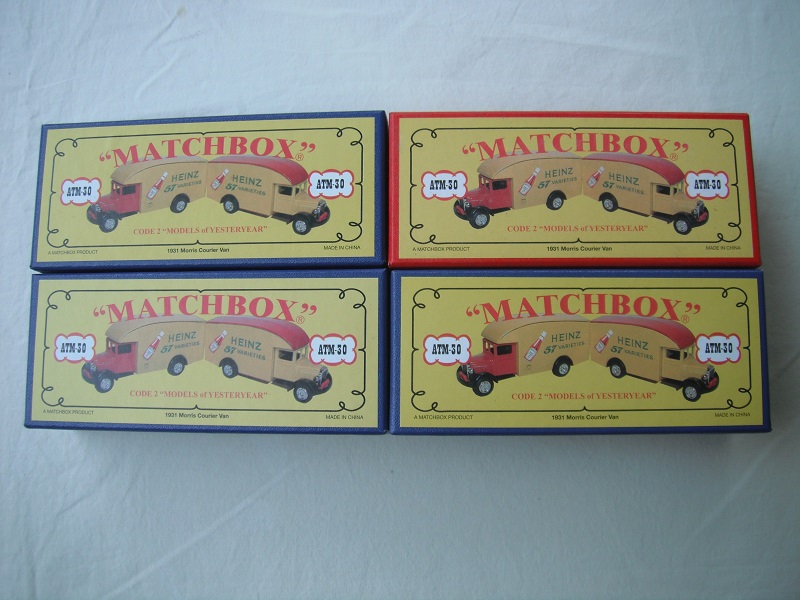 “MATCHBOX”®
ATM-30 HEINZ HEINZ ATM-30
57 VARIETIES 57 VARIETIES
CODE 2 “MODELS of YESTERYEAR”
A MATCHBOX PRODUCT 1931 Morris Courier Van MADE IN CHINA
“MATCHBOX”®
ATM-30 HEINZ HEINZ ATM-30
57 VARIETIES 57 VARIETIES
CODE 2 “MODELS of YESTERYEAR”
A MATCHBOX PRODUCT 1931 Morris Courier Van MADE IN CHINA
“MATCHBOX”®
ATM-30 HEINZ HEINZ ATM-30
57 VARIETIES 57 VARIETIES
CODE 2 “MODELS of YESTERYEAR”
A MATCHBOX PRODUCT 1931 Morris Courier Van MADE IN CHINA
“MATCHBOX”®
ATM-30 HEINZ HEINZ ATM-30
57 VARIETIES 57 VARIETIES
CODE 2 “MODELS of YESTERYEAR”
A MATCHBOX PRODUCT 1931 Morris Courier Van MADE IN CHINA